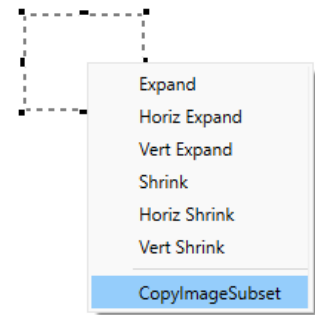 Expand
Horiz Expand
Vert Expand
Shrink
Horiz Shrink
Vert Shrink
CopyImageSubset